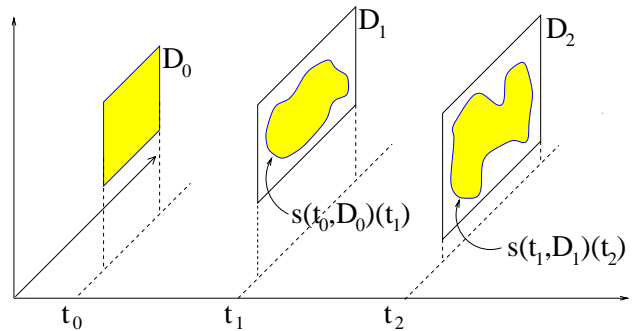 D₀
D₁
D₂
s(t₀,D₀)(t₁)
s(t₁,D₁)(t₂)
t₀
t₁
t₂